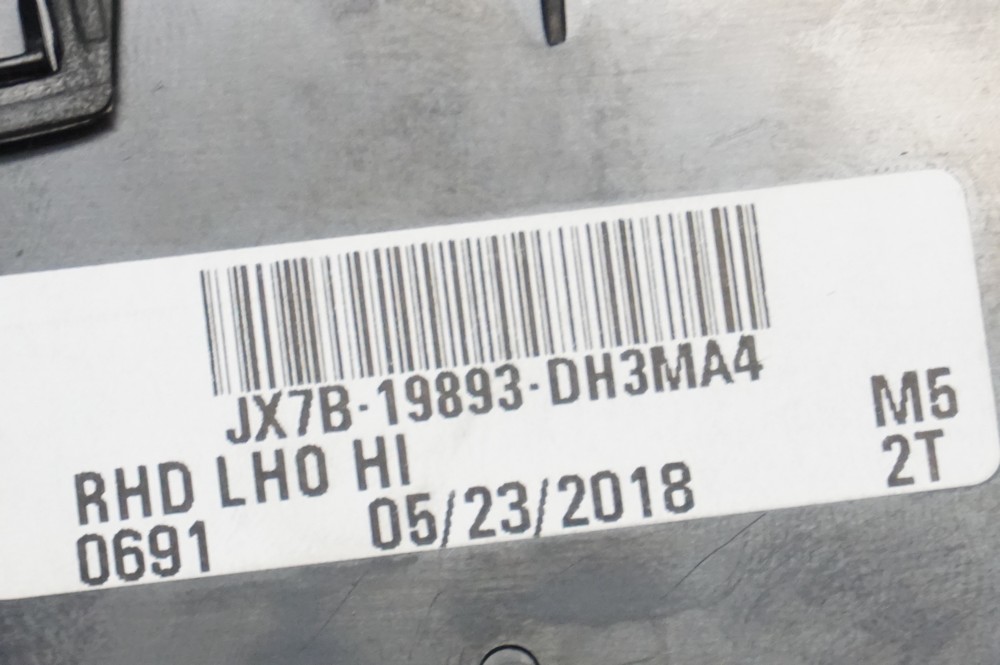 JX7B-19893-DH3MA4
RHD LHO HI
M5
0691 05/23/2018
2T